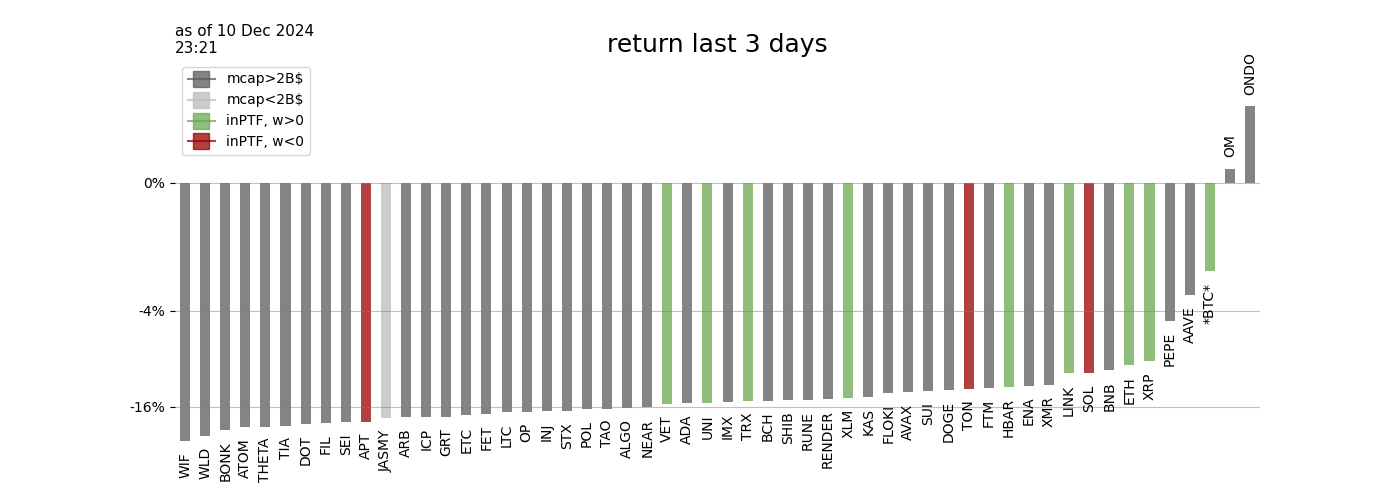 as of 10 Dec 2024
23:21
return last 3 days
mcap>2B$
mcap<2B$
inPTF, w>0
inPTF, w<0
0%
-4%
-16%
WIF
WLD
BONK
ATOM
THETA
TIA
DOT
FIL
SEI
APT
JASMY
ARB
ICP
GRT
ETC
FET
LTC
OP
INJ
STX
POL
TAO
ALGO
NEAR
VET
ADA
UNI
IMX
TRX
BCH
SHIB
RUNE
RENDER
XLM
KAS
FLOKI
AVAX
SUI
DOGE
TON
FTM
HBAR
ENA
XMR
LINK
SOL
BNB
ETH
XRP
PEPE
AAVE
*BTC*
OM
ONDO